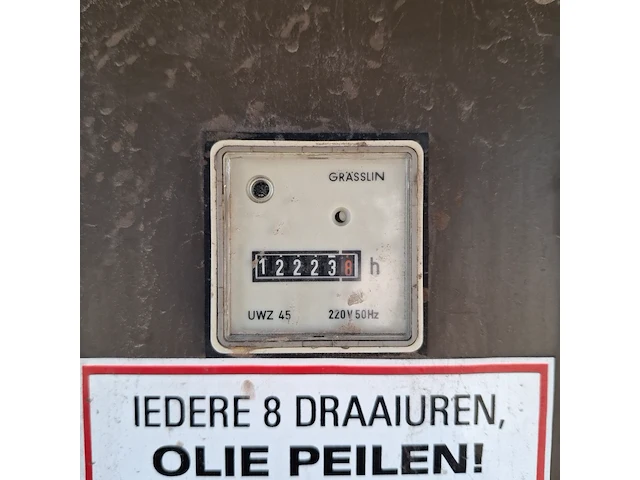 GRÄSSLIN
122238 h
UWZ 45 220V 50Hz
IEDERE 8 DRAAIUREN,
OLIE PEILEN!